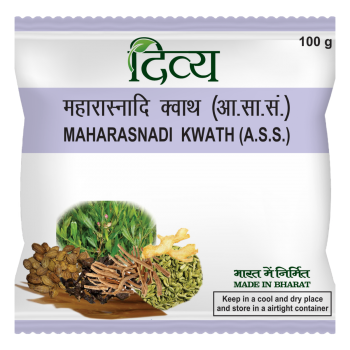 दिव्य
100 g
महारास्नादि क्वाथ (आ.सा.सं.)
MAHARASNADI KWATH (A.S.S.)
भारत में निर्मित
MADE IN BHARAT
Keep in a cool and dry place
and store in a airtight container